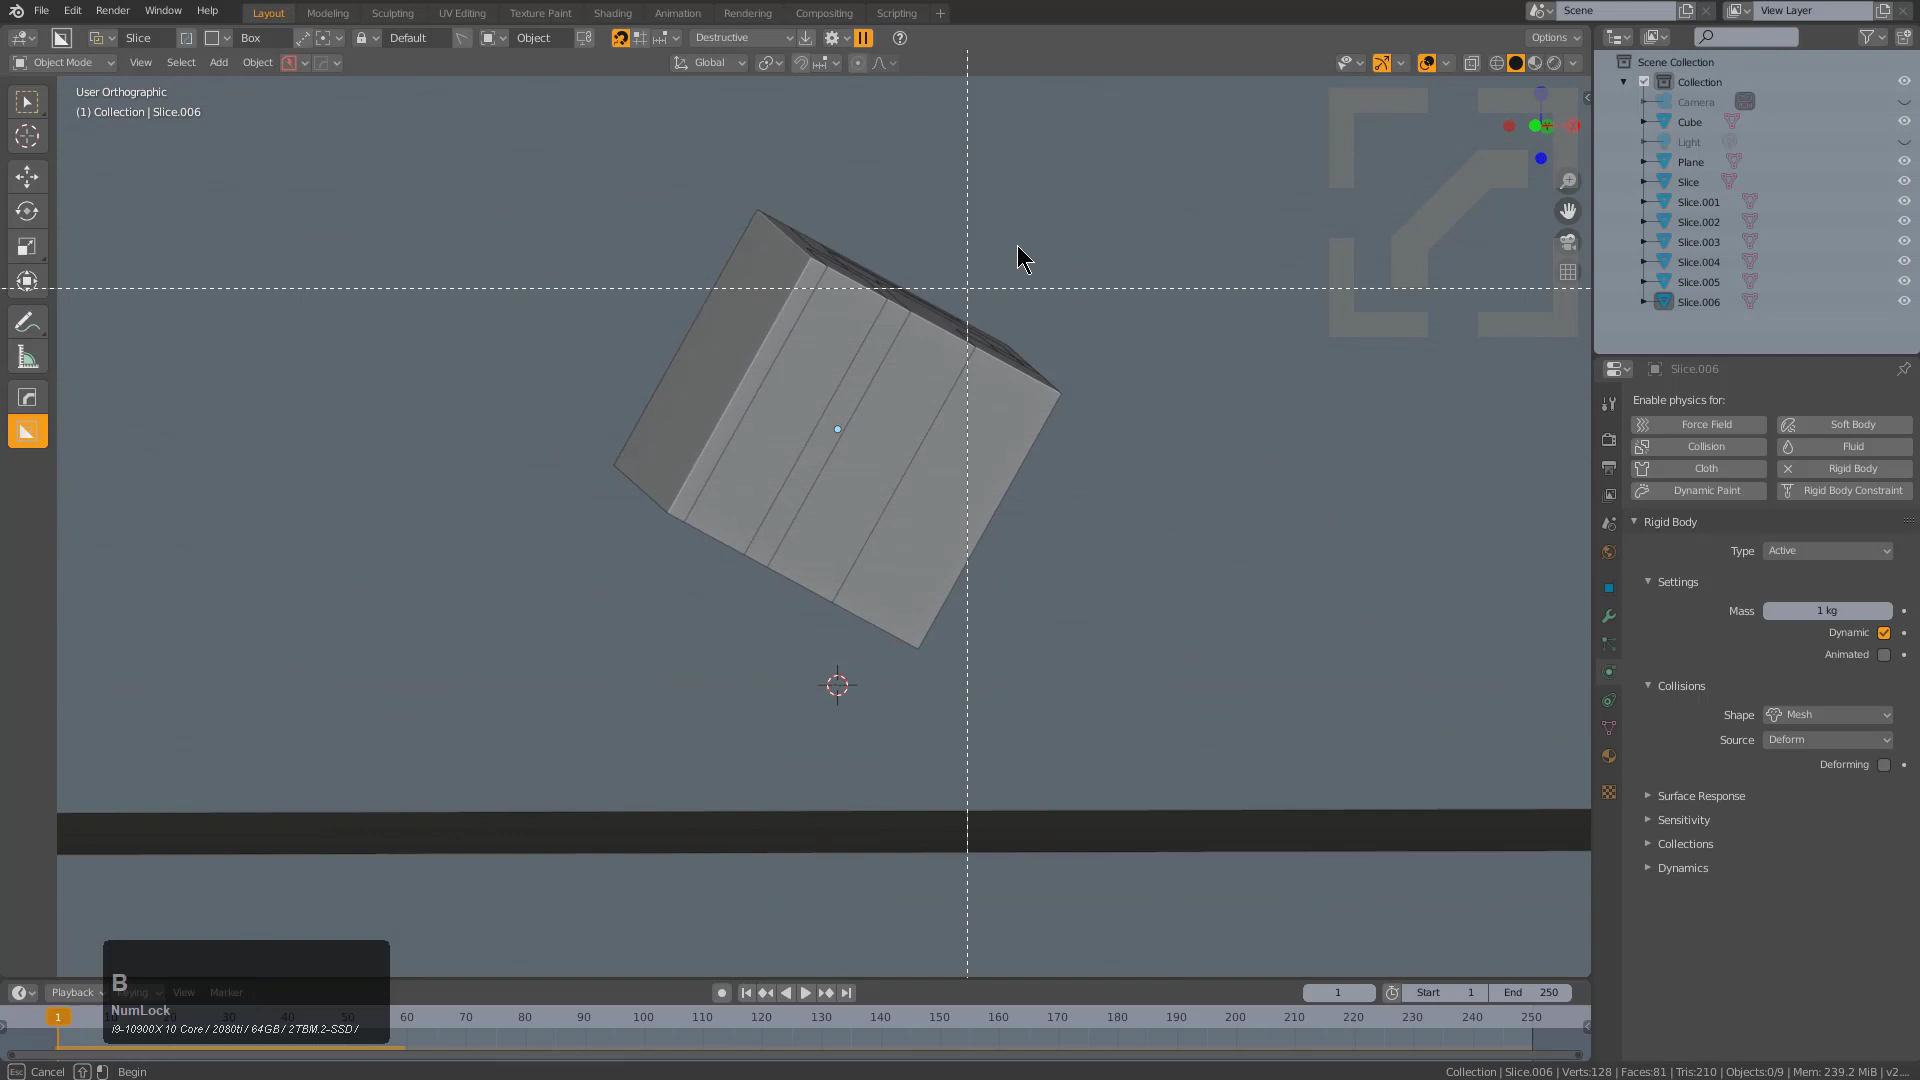 File Edit Render Window Help Layout Modeling Sculpting UV Editing Texture Paint Shading Animation Rendering Compositing Scripting + Scene View Layer
Slice Box Default Object Destructive Options
Object Mode View Select Add Object Global
User Orthographic
(1) Collection | Slice.006
Scene Collection
Collection
Camera
Cube
Light
Plane
Slice
Slice.001
Slice.002
Slice.003
Slice.004
Slice.005
Slice.006
Slice.006
Enable physics for:
Force Field Soft Body
Collision Fluid
Cloth Rigid Body
Dynamic Paint Rigid Body Constraint
Rigid Body
Type Active
Settings
Mass 1 kg
Dynamic
Animated
Collisions
Shape Mesh
Source Deform
Deforming
Surface Response
Sensitivity
Collections
Dynamics
B
NumLock
i9-10900X 10 Core / 2080ti / 64GB / 2TBM.2-SSD /
Playback Keying View Marker 1 Start 1 End 250
1 10 20 30 40 50 60 70 80 90 100 110 120 130 140 150 160 170 180 190 200 210 220 230 240 250
Esc Cancel Begin Collection | Slice.006 | Verts:128 | Faces:81 | Tris:210 | Objects:0/9 | Mem: 239.2 MiB | v2....